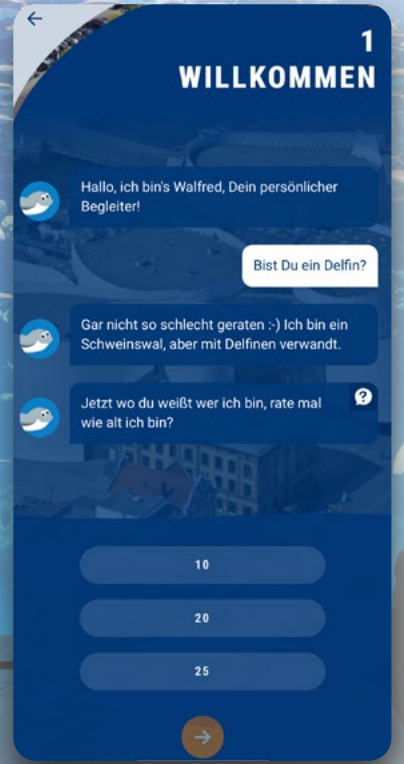 1
WILLKOMMEN
Hallo, ich bin's Walfred, Dein persönlicher
Begleiter!
Bist Du ein Delfin?
Gar nicht so schlecht geraten :-) Ich bin ein
Schweinswal, aber mit Delfinen verwandt.
Jetzt wo du weißt wer ich bin, rate mal
wie alt ich bin?
?
10
20
25